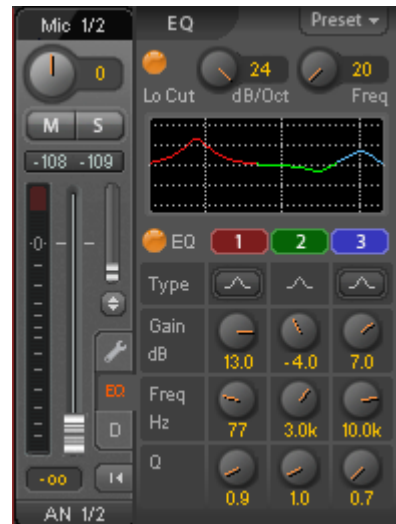 Mic 1/2
EQ
Preset
0
24
20
Lo Cut
dB/Oct
Freq
M
S
-108 -109
-0-
EQ
1
2
3
Type
Gain
dB
13.0
-4.0
7.0
EQ
Freq
Hz
77
3.0k
10.0k
D
Q
0.9
1.0
0.7
-oo
AN 1/2